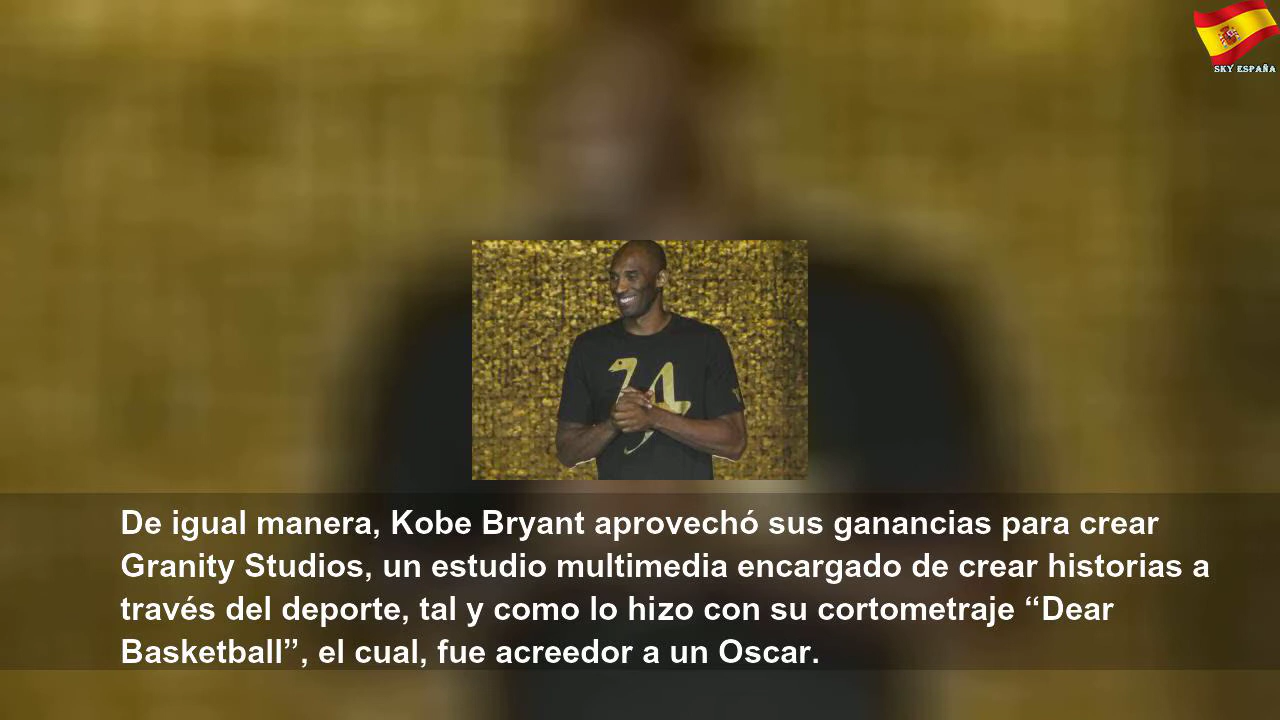 SKY ESPAÑA
24
De igual manera, Kobe Bryant aprovechó sus ganancias para crear
Granity Studios, un estudio multimedia encargado de crear historias a
través del deporte, tal y como lo hizo con su cortometraje “Dear
Basketball”, el cual, fue acreedor a un Oscar.